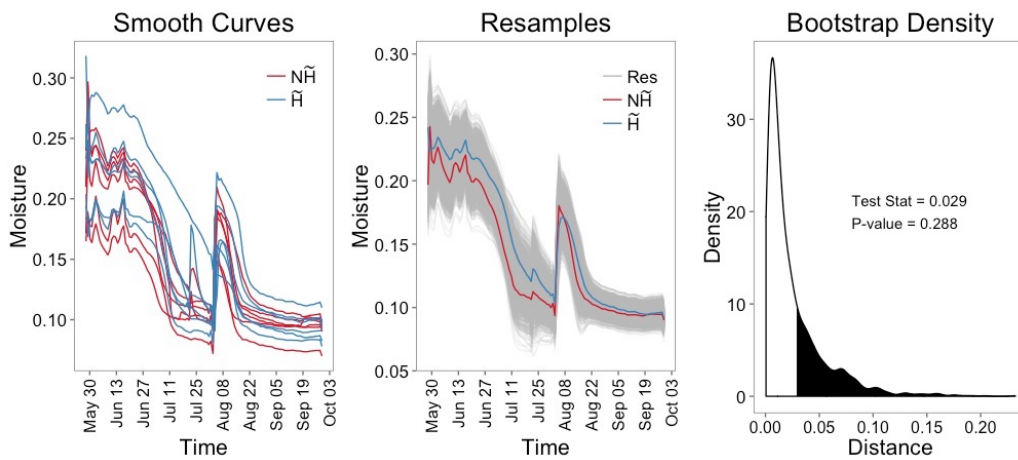 Smooth Curves
Moisture
0.30
0.25
0.20
0.15
0.10
NH̃
H̃
May 30
Jun 13
Jun 27
Jul 11
Jul 25
Aug 08
Aug 22
Sep 05
Sep 19
Oct 03
Time
Resamples
Moisture
0.30
0.25
0.20
0.15
0.10
0.05
Res
NH̃
H̃
May 30
Jun 13
Jun 27
Jul 11
Jul 25
Aug 08
Aug 22
Sep 05
Sep 19
Oct 03
Time
Bootstrap Density
Density
30
20
10
0
Test Stat = 0.029
P-value = 0.288
0.00 0.05 0.10 0.15 0.20
Distance